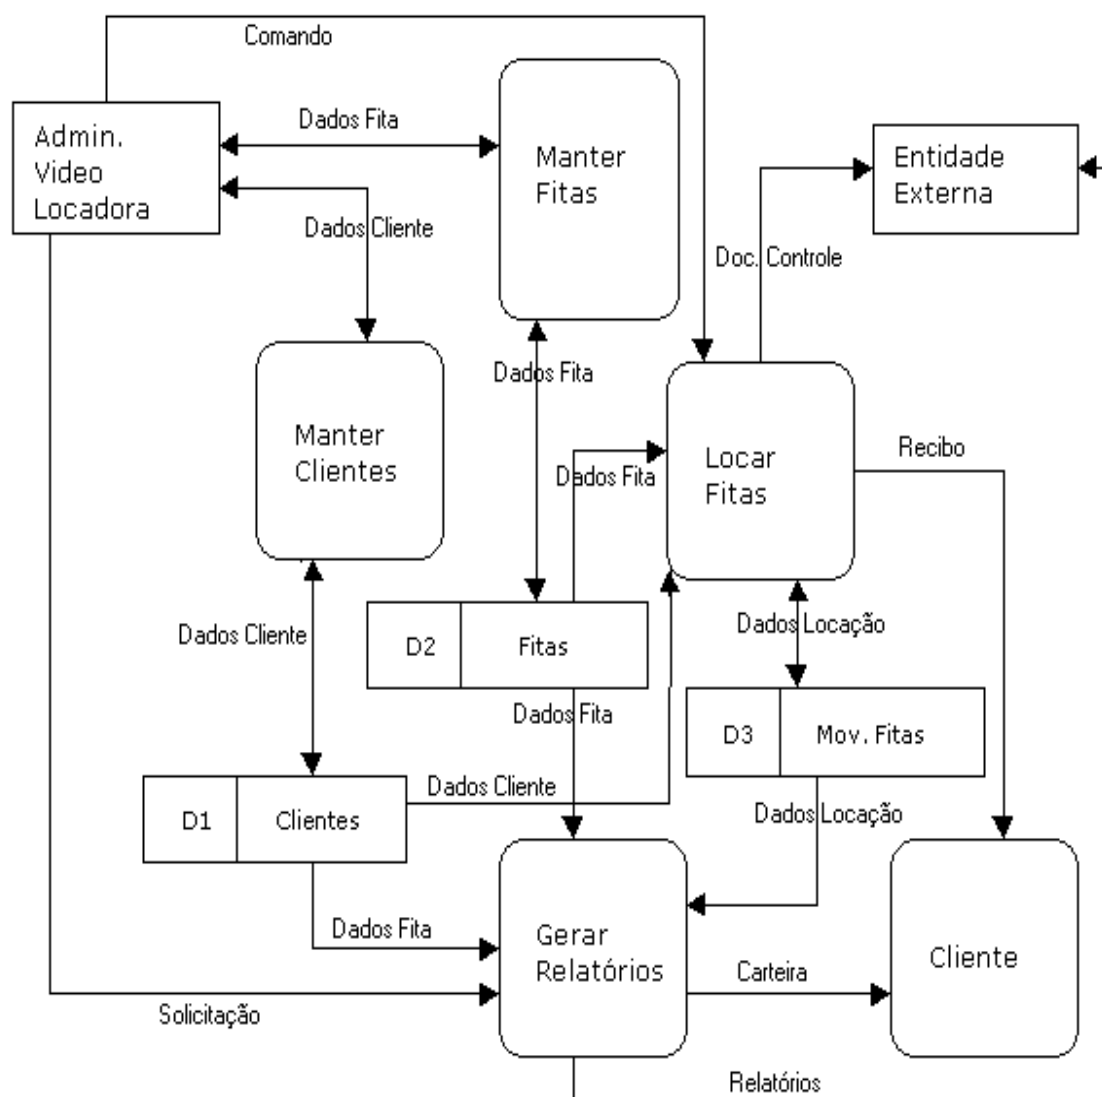 Comando
Dados Fita
Admin.
Video
Locadora
Manter
Fitas
Entidade
Externa
Dados Cliente
Doc. Controle
Dados Fita
Manter
Clientes
Locar
Fitas
Recibo
Dados Fita
Dados Cliente
D2
Fitas
Dados Locação
Dados Fita
D3
Mov. Fitas
Dados Cliente
D1
Clientes
Dados Locação
Dados Fita
Gerar
Relatórios
Carteira
Cliente
Solicitação
Relatórios